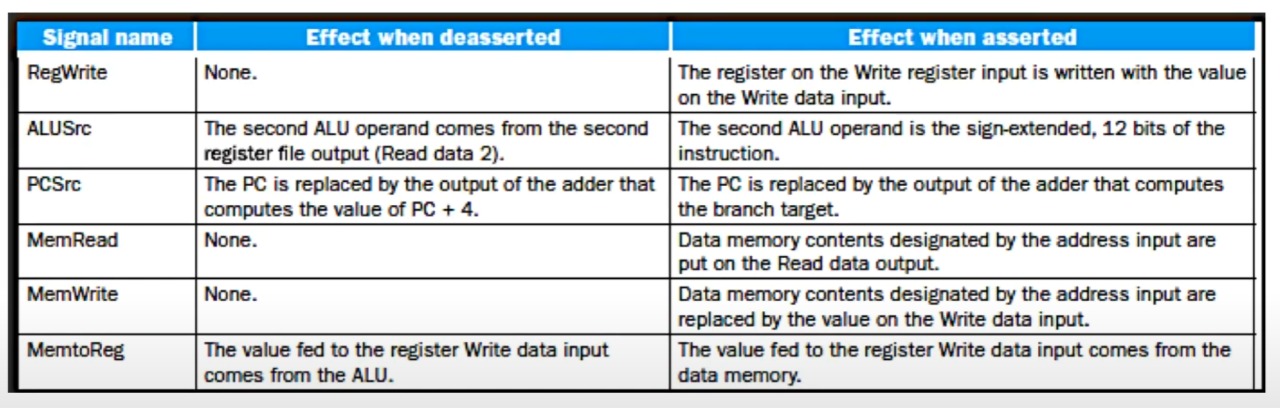 Signal name Effect when deasserted Effect when asserted
RegWrite None. The register on the Write register input is written with the value
on the Write data input.
ALUSrc The second ALU operand comes from the second The second ALU operand is the sign-extended, 12 bits of the
register file output (Read data 2). instruction.
PCSrc The PC is replaced by the output of the adder that The PC is replaced by the output of the adder that computes
computes the value of PC + 4. the branch target.
MemRead None. Data memory contents designated by the address input are
put on the Read data output.
MemWrite None. Data memory contents designated by the address input are
replaced by the value on the Write data input.
MemtoReg The value fed to the register Write data input The value fed to the register Write data input comes from the
comes from the ALU. data memory.